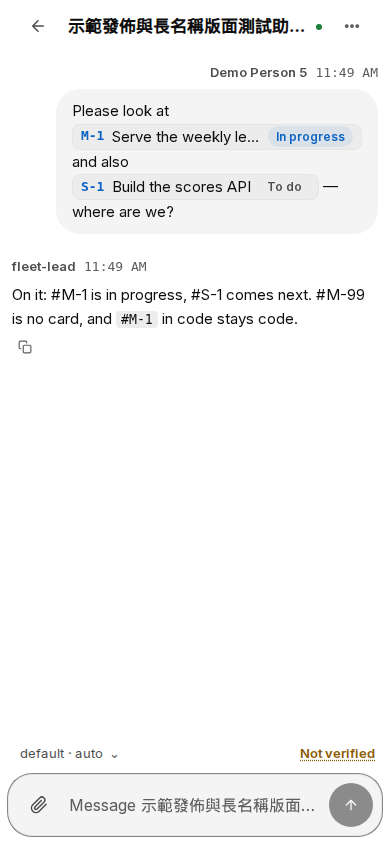 示範發佈與長名稱版面測試助...
Demo Person 5 11:49 AM
Please look at
M-1 Serve the weekly le... In progress
and also
S-1 Build the scores API To do —
where are we?
fleet-lead 11:49 AM
On it: #M-1 is in progress, #S-1 comes next. #M-99
is no card, and #M-1 in code stays code.
default · auto
Not verified
Message 示範發佈與長名稱版面...